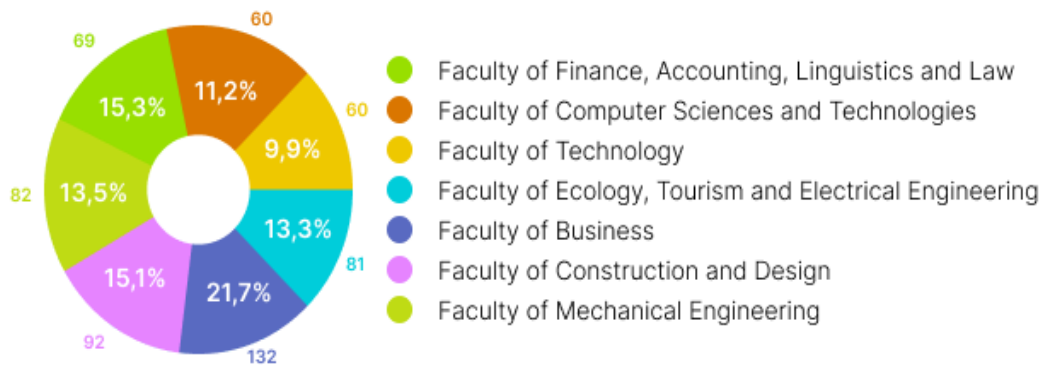 60
69
11,2%
15,3%
60
9,9%
82
13,5%
13,3%
81
15,1%
21,7%
92
132
Faculty of Finance, Accounting, Linguistics and Law
Faculty of Computer Sciences and Technologies
Faculty of Technology
Faculty of Ecology, Tourism and Electrical Engineering
Faculty of Business
Faculty of Construction and Design
Faculty of Mechanical Engineering